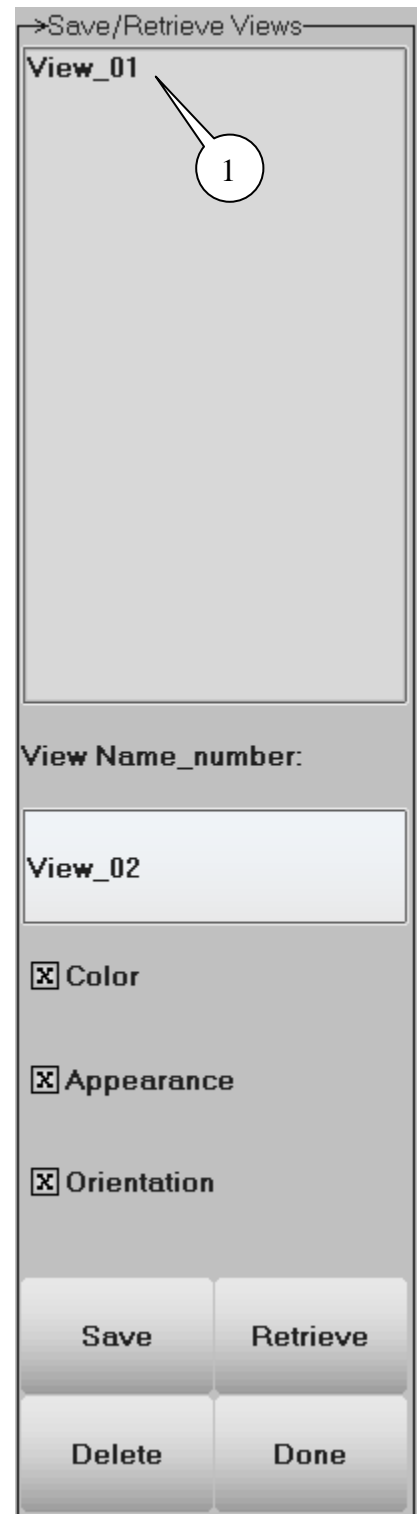 ->Save/Retrieve Views
View_01
1
View Name_number:
View_02
X Color
X Appearance
X Orientation
Save Retrieve
Delete Done